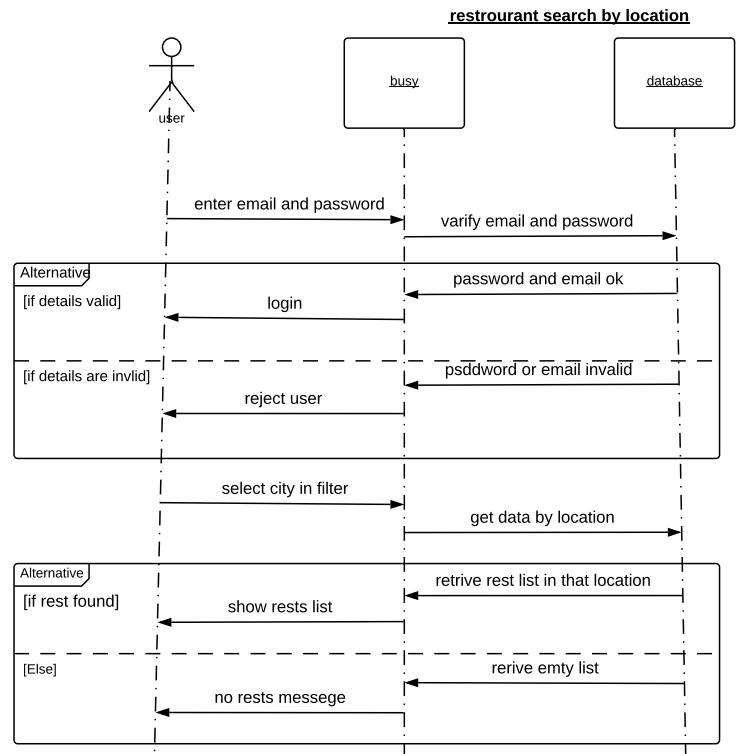 restrourant search by location
busy
database
user
enter email and password
varify email and password
Alternative
password and email ok
[if details valid]
login
[if details are invlid]
psddword or email invalid
reject user
select city in filter
get data by location
Alternative
retrive rest list in that location
[if rest found]
show rests list
[Else]
rerive emty list
no rests messege